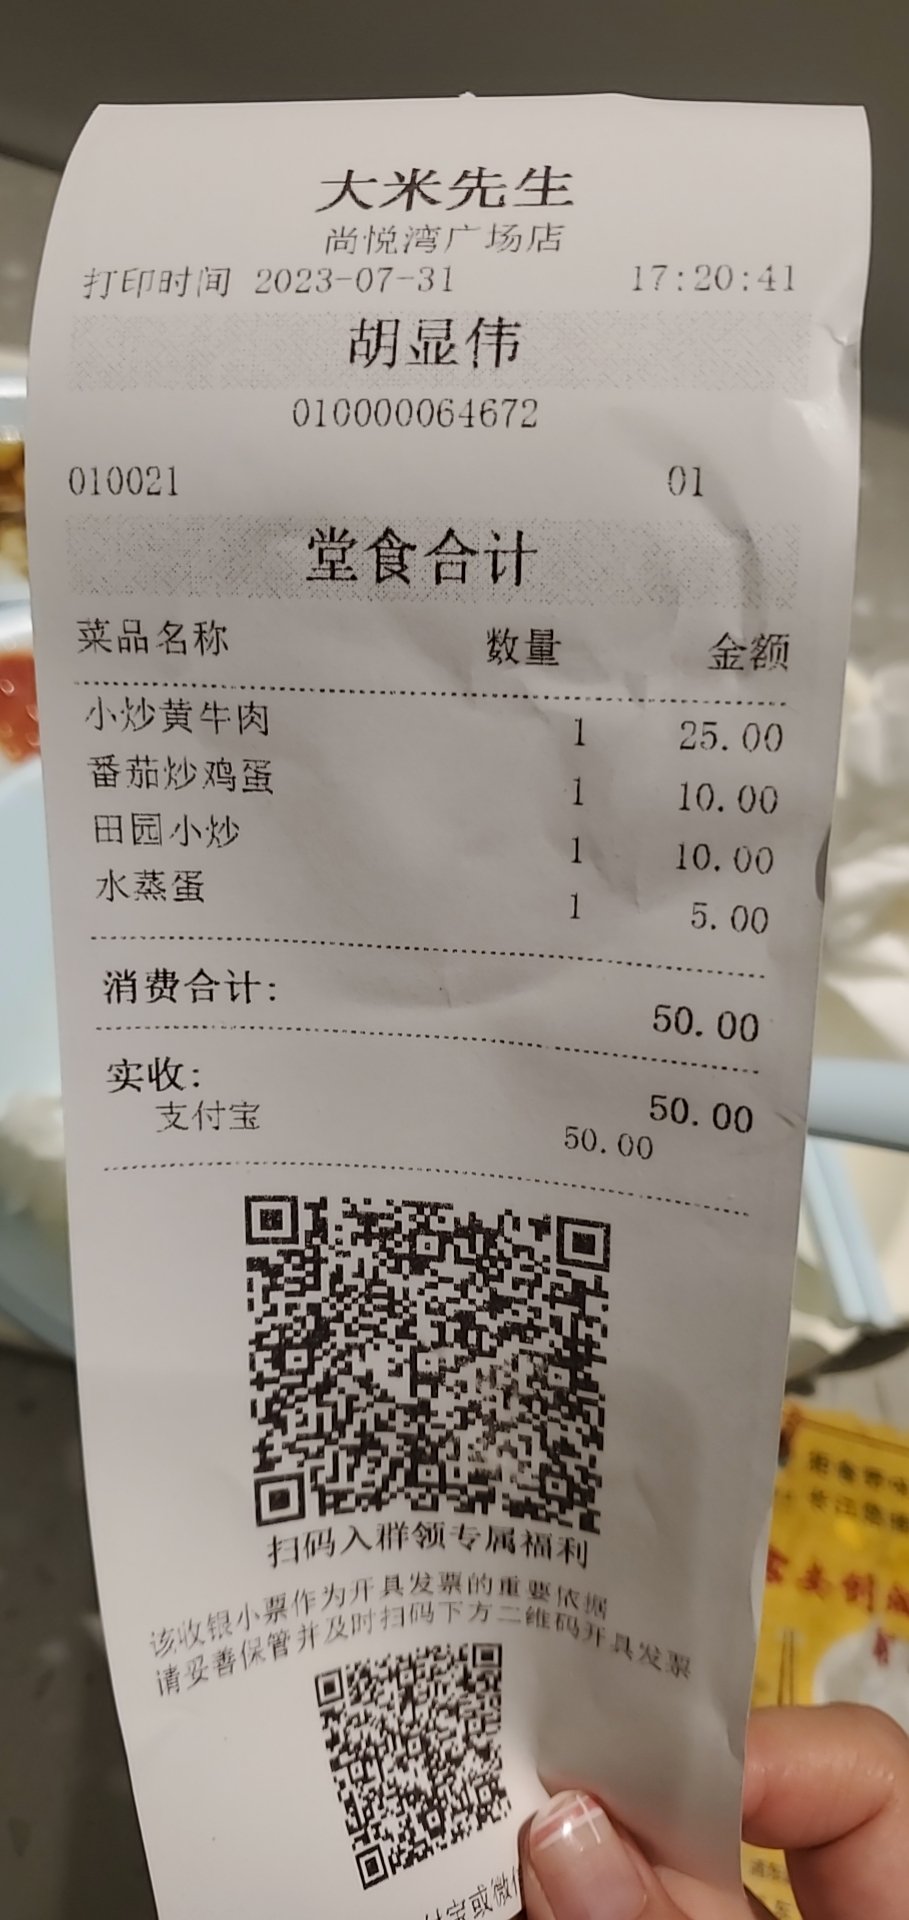 大米先生
尚悦湾广场店
打印时间 2023-07-31 17:20:41
胡显伟
010000064672
010021 01
堂食合计
菜品名称 数量 金额
小炒黄牛肉 1 25.00
番茄炒鸡蛋 1 10.00
田园小炒 1 10.00
水蒸蛋 1 5.00
消费合计: 50.00
实收: 50.00
支付宝 50.00
扫码入群领专属福利
该收银小票作为开具发票的重要依据
请妥善保管并及时扫码下方二维码开具发票
付宝或微信